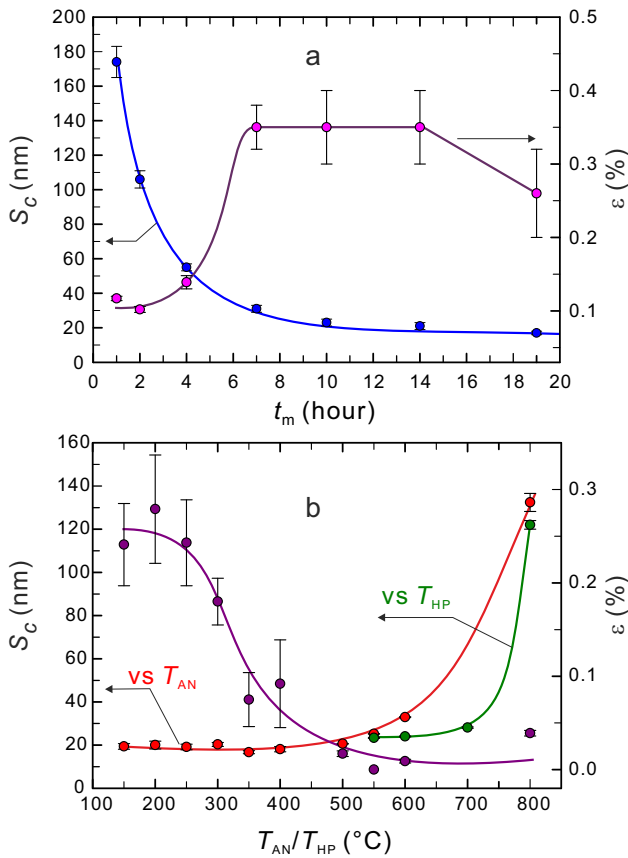 a
200
180
160
140
120
100
80
60
40
20
0
S_c (nm)
0.5
0.4
0.3
0.2
0.1
ε (%)
0 2 4 6 8 10 12 14 16 18 20
t_m (hour)
b
160
140
120
100
80
60
40
20
0
S_c (nm)
vs T_HP
vs T_AN
0.3
0.2
0.1
0.0
ε (%)
100 200 300 400 500 600 700 800
T_AN/T_HP (°C)